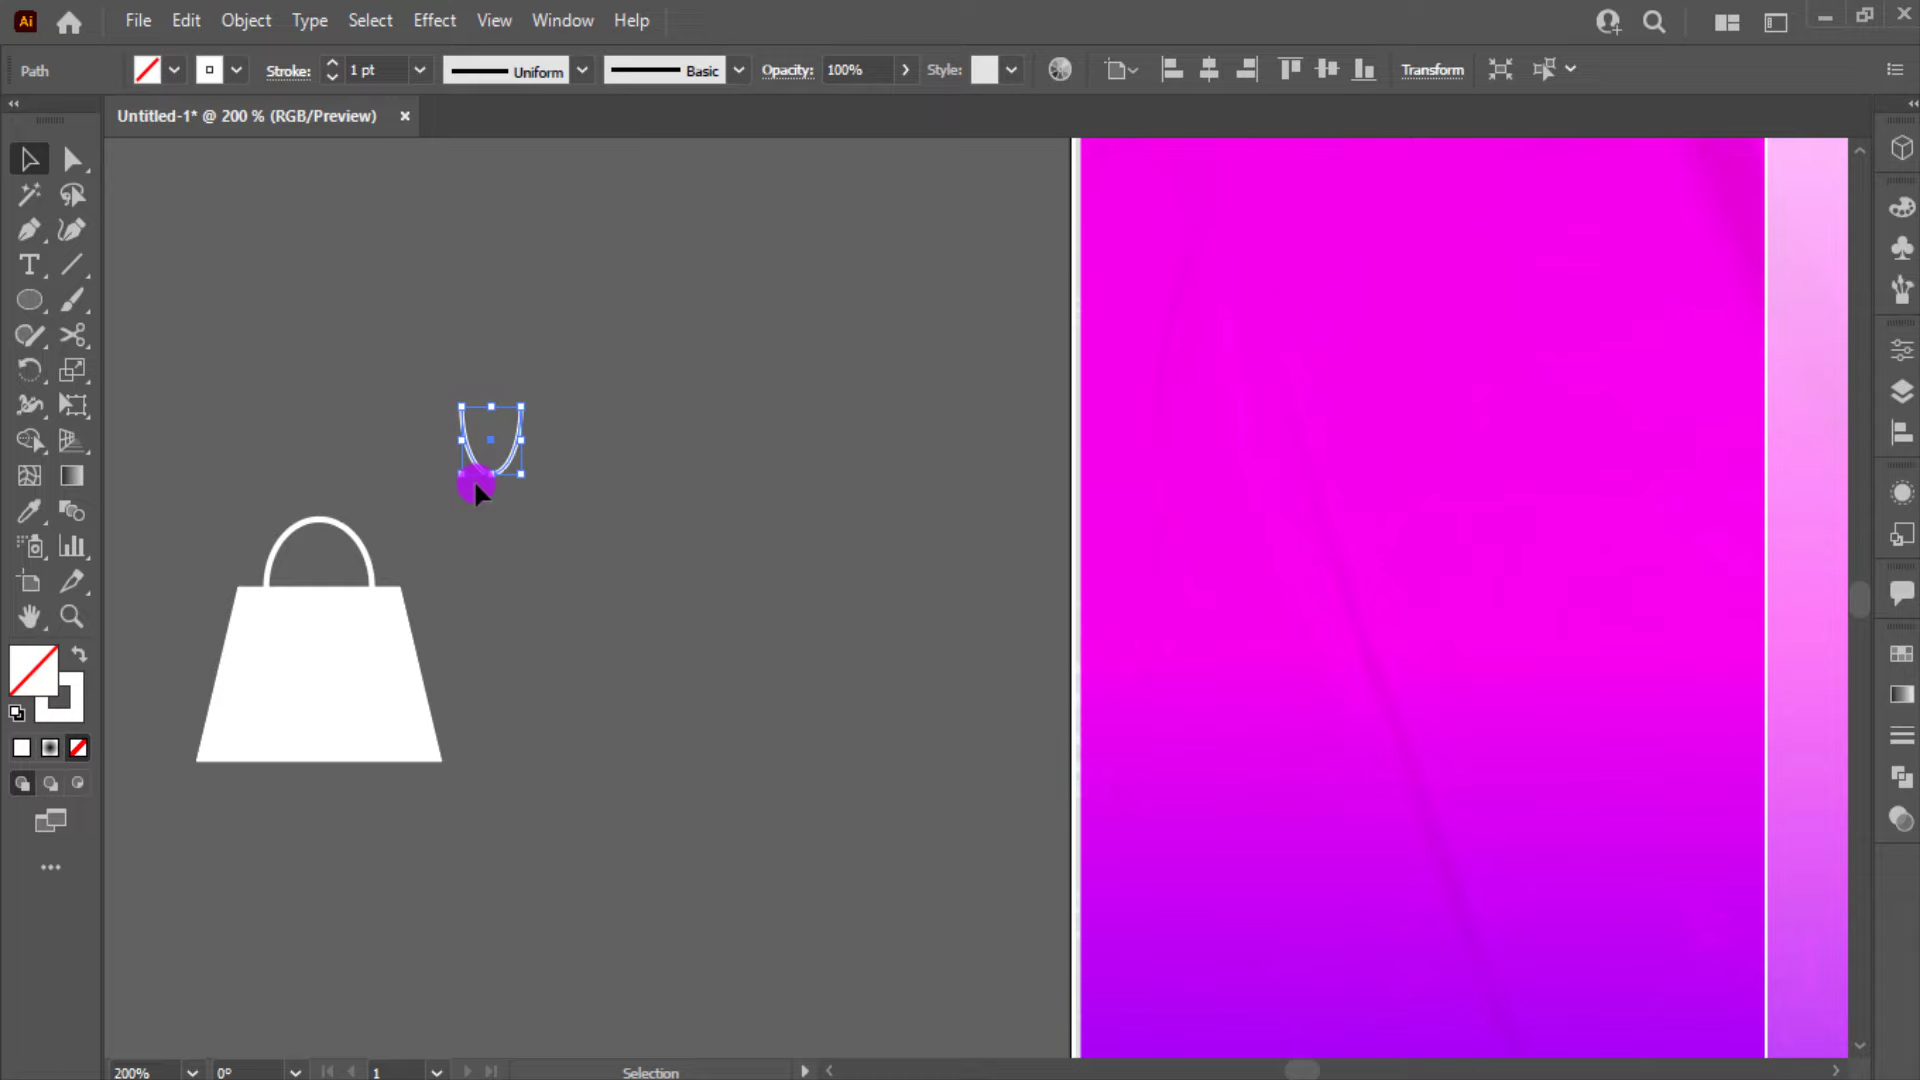 Ai File Edit Object Type Select Effect View Window Help
Path Stroke: 1 pt Uniform Basic Opacity: 100% Style: Transform
Untitled-1* @ 200 % (RGB/Preview) ×
T
200% 0° 1 Selection